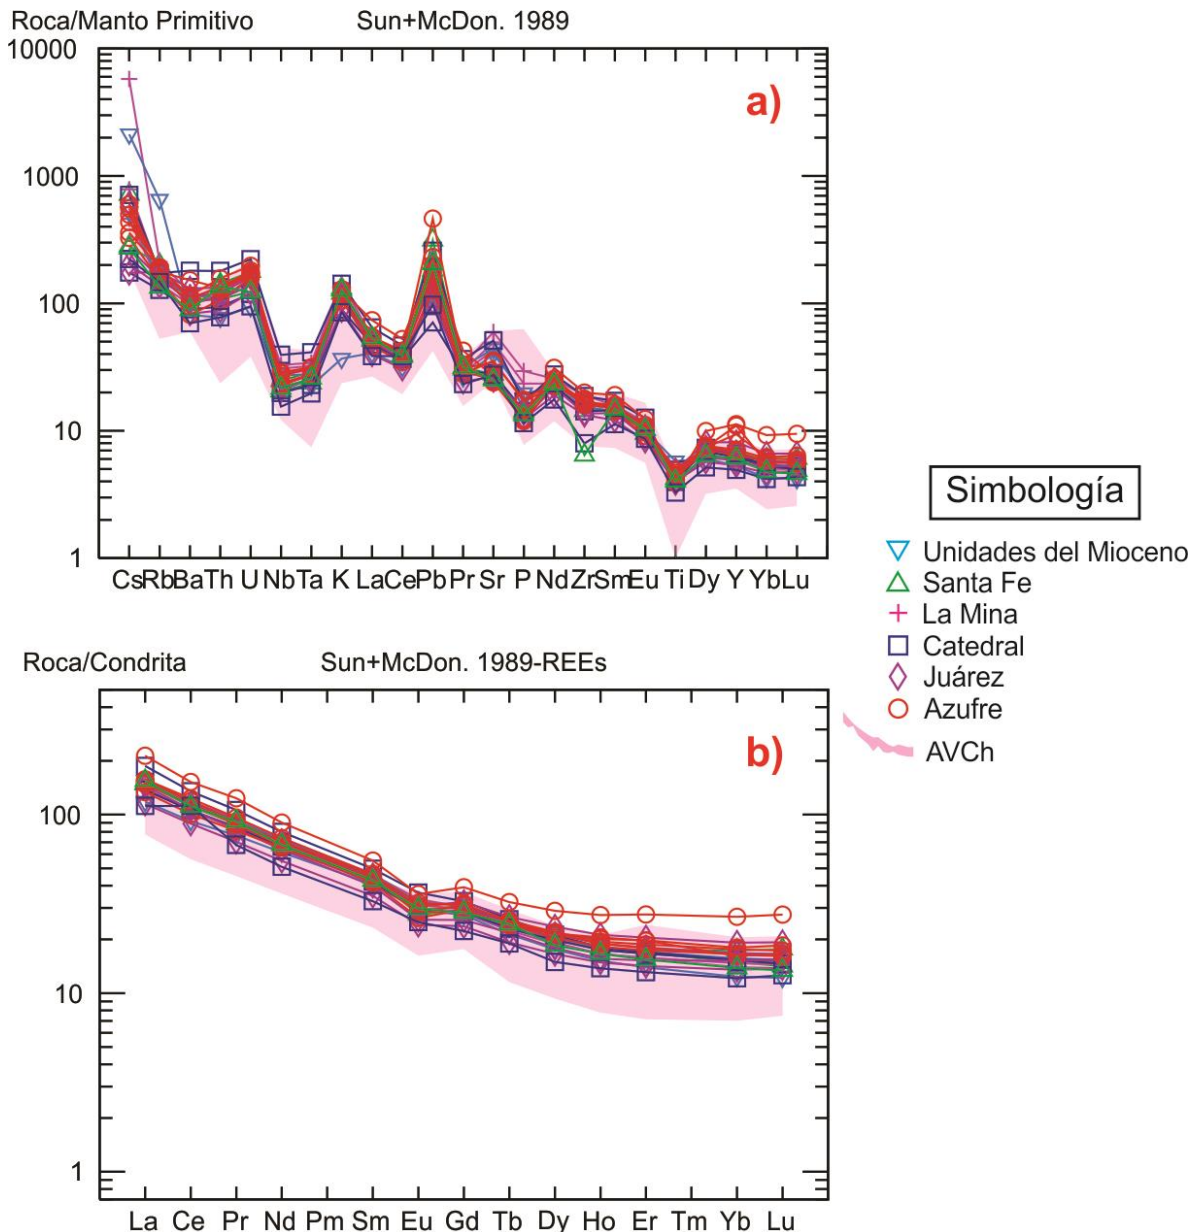 Roca/Manto Primitivo Sun+McDon. 1989
10000
a)
1000
100
10
1
Cs Rb Ba Th U Nb Ta K La Ce Pb Pr Sr P Nd Zr Sm Eu Ti Dy Y Yb Lu
Simbología
Unidades del Mioceno
Santa Fe
La Mina
Catedral
Juárez
Azufre
AVCh
Roca/Condrita Sun+McDon. 1989-REEs
b)
100
10
1
La Ce Pr Nd Pm Sm Eu Gd Tb Dy Ho Er Tm Yb Lu